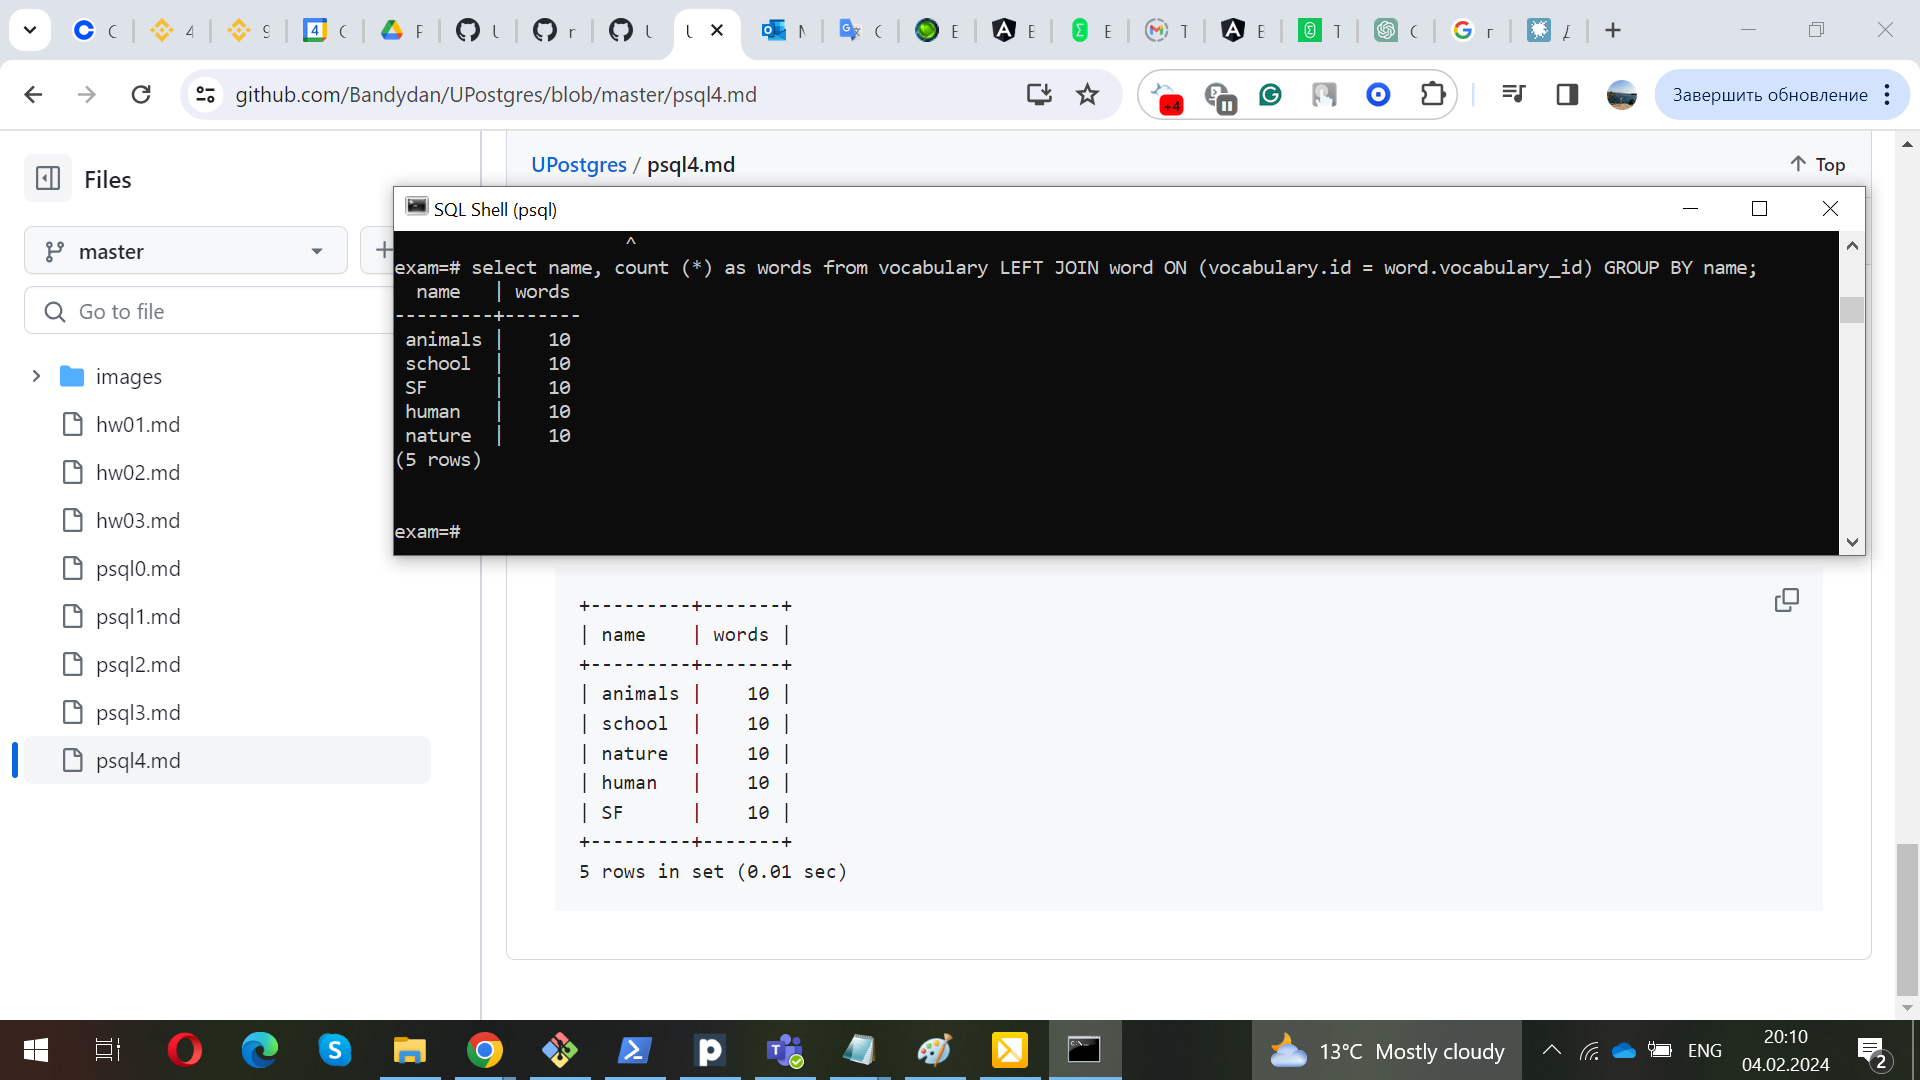 github.com/Bandydan/UPostgres/blob/master/psql4.md
+4
Завершить обновление
Files
UPostgres / psql4.md
Top
master
Go to file
images
hw01.md
hw02.md
hw03.md
psql0.md
psql1.md
psql2.md
psql3.md
psql4.md
SQL Shell (psql)
^
exam=# select name, count (*) as words from vocabulary LEFT JOIN word ON (vocabulary.id = word.vocabulary_id) GROUP BY name;
name | words
---------+-------
animals | 10
school | 10
SF | 10
human | 10
nature | 10
(5 rows)
exam=#
+---------+-------+
| name | words |
+---------+-------+
| animals | 10 |
| school | 10 |
| nature | 10 |
| human | 10 |
| SF | 10 |
+---------+-------+
5 rows in set (0.01 sec)
13°C Mostly cloudy
ENG
20:10
04.02.2024
2